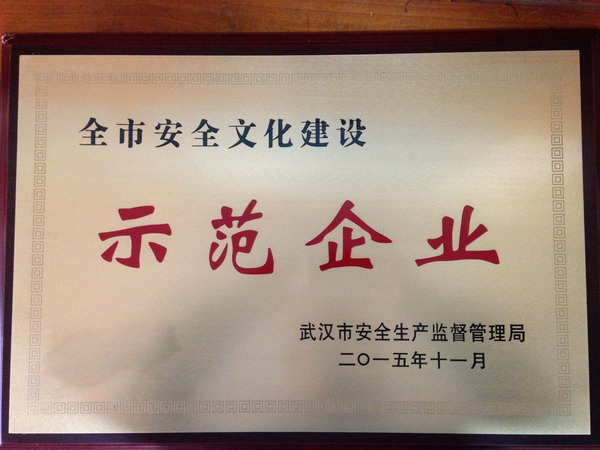 全市安全文化建设
示范企业
武汉市安全生产监督管理局
二〇一五年十一月